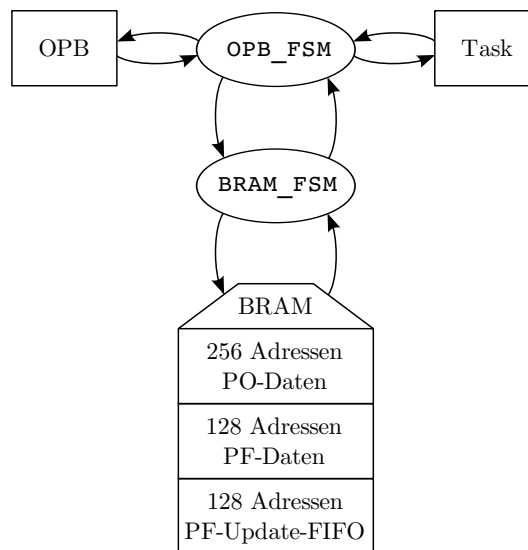 OPB
OPB_FSM
Task
BRAM_FSM
BRAM
256 Adressen
PO-Daten
128 Adressen
PF-Daten
128 Adressen
PF-Update-FIFO